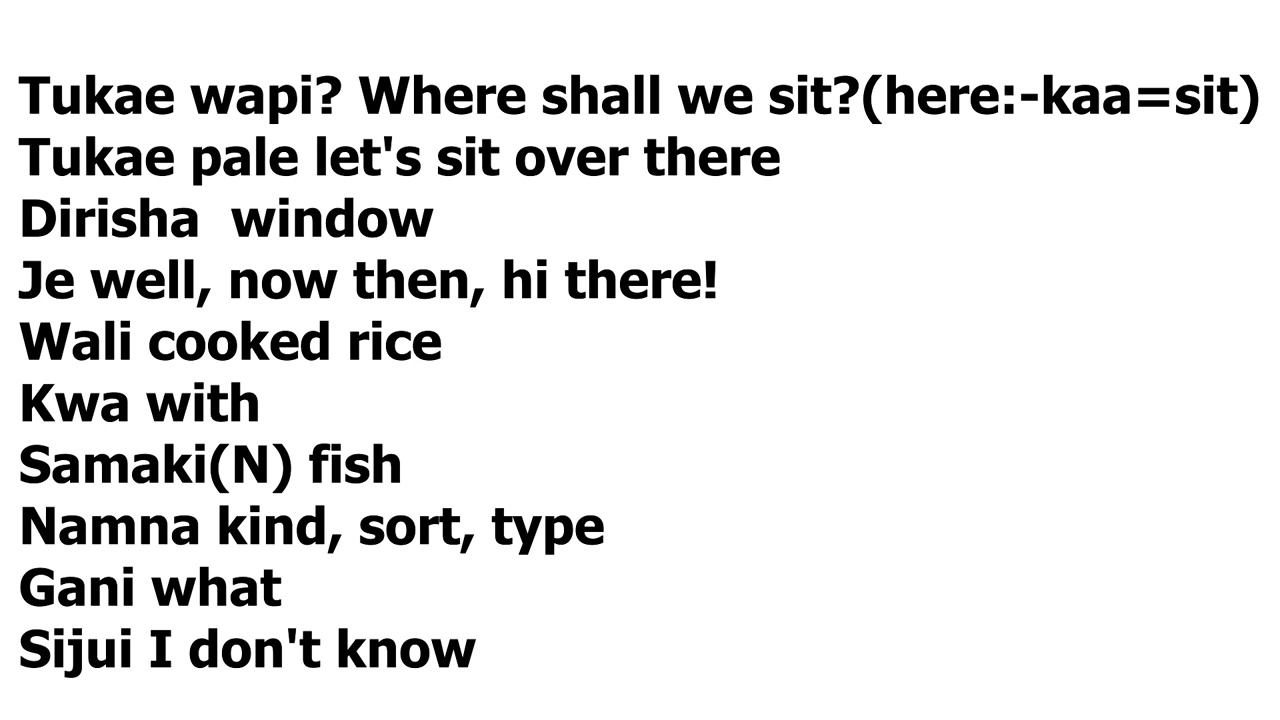 Tukae wapi? Where shall we sit?(here:-kaa=sit)
Tukae pale let's sit over there
Dirisha  window
Je well, now then, hi there!
Wali cooked rice
Kwa with
Samaki(N) fish
Namna kind, sort, type
Gani what
Sijui I don't know